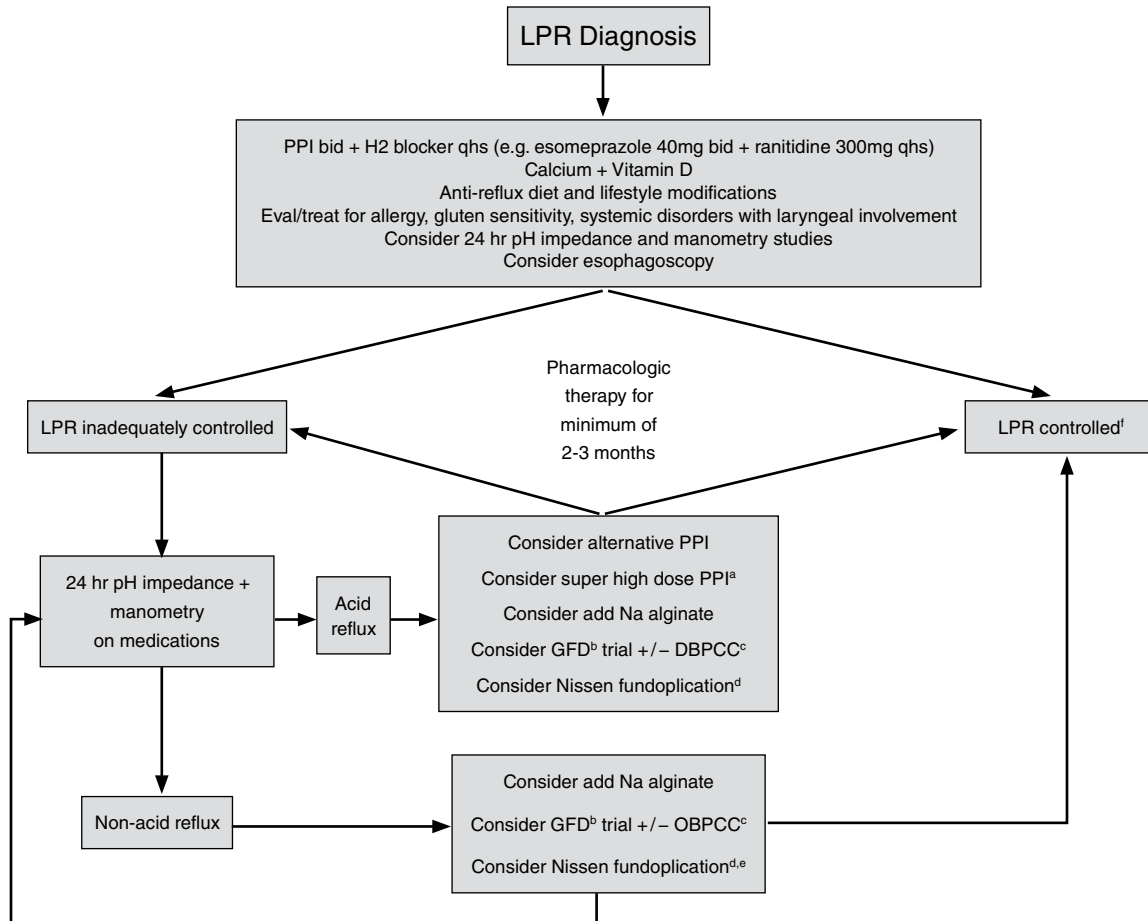 LPR Diagnosis
PPI bid + H2 blocker qhs (e.g. esomeprazole 40mg bid + ranitidine 300mg qhs)
Calcium + Vitamin D
Anti-reflux diet and lifestyle modifications
Eval/treat for allergy, gluten sensitivity, systemic disorders with laryngeal involvement
Consider 24 hr pH impedance and manometry studies
Consider esophagoscopy
Pharmacologic
therapy for
minimum of
2-3 months
LPR inadequately controlled
LPR controlledᶠ
24 hr pH impedance +
manometry
on medications
Acid
reflux
Consider alternative PPI
Consider super high dose PPIᵃ
Consider add Na alginate
Consider GFDᵇ trial +/− DBPCCᶜ
Consider Nissen fundoplicationᵈ
Non-acid reflux
Consider add Na alginate
Consider GFDᵇ trial +/− OBPCCᶜ
Consider Nissen fundoplicationᵈ,ᵉ